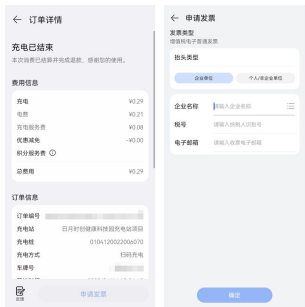 ← 订单详情
充电已结束
本次消费已结算并完成退款，感谢您的使用。
费用信息
充电 ¥0.29
电费 ¥0.21
充电服务费 ¥0.08
优惠减免 -¥0.00
积分服务费
总费用 ¥0.29
订单信息
订单编号
充电站 日月时创健康科技园充电站项目
充电桩 0104120022006070
充电方式 扫码充电
车牌号
反馈
申请发票
← 申请发票
发票类型
增值税电子普通发票
抬头类型
企业单位 个人/非企业单位
企业名称 请输入企业名称
税号 请输入纳税人识别号
电子邮箱 请输入收票电子邮箱
确定